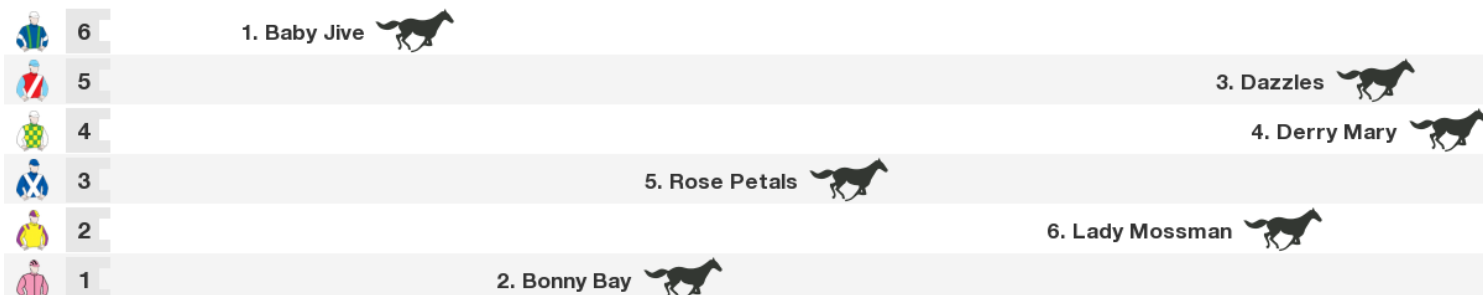 6 1. Baby Jive
5 3. Dazzles
4 4. Derry Mary
3 5. Rose Petals
2 6. Lady Mossman
1 2. Bonny Bay